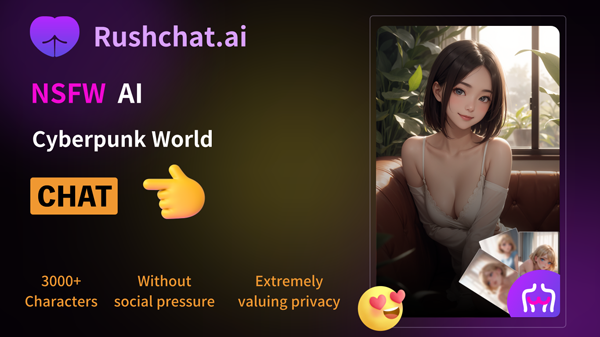 Rushchat.ai
NSFW AI
Cyberpunk World
CHAT
3000+
Characters
Without
social pressure
Extremely
valuing privacy